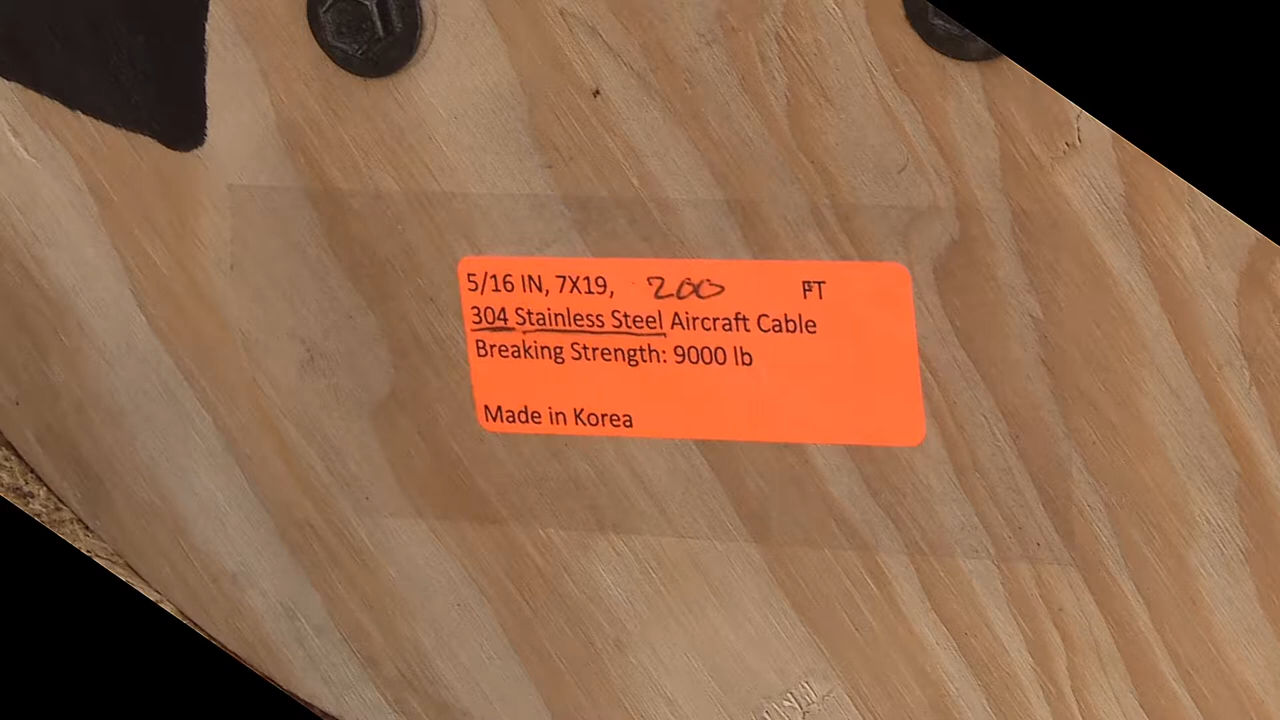 5/16 IN, 7X19, 200 FT
304 Stainless Steel Aircraft Cable
Breaking Strength: 9000 lb
Made in Korea